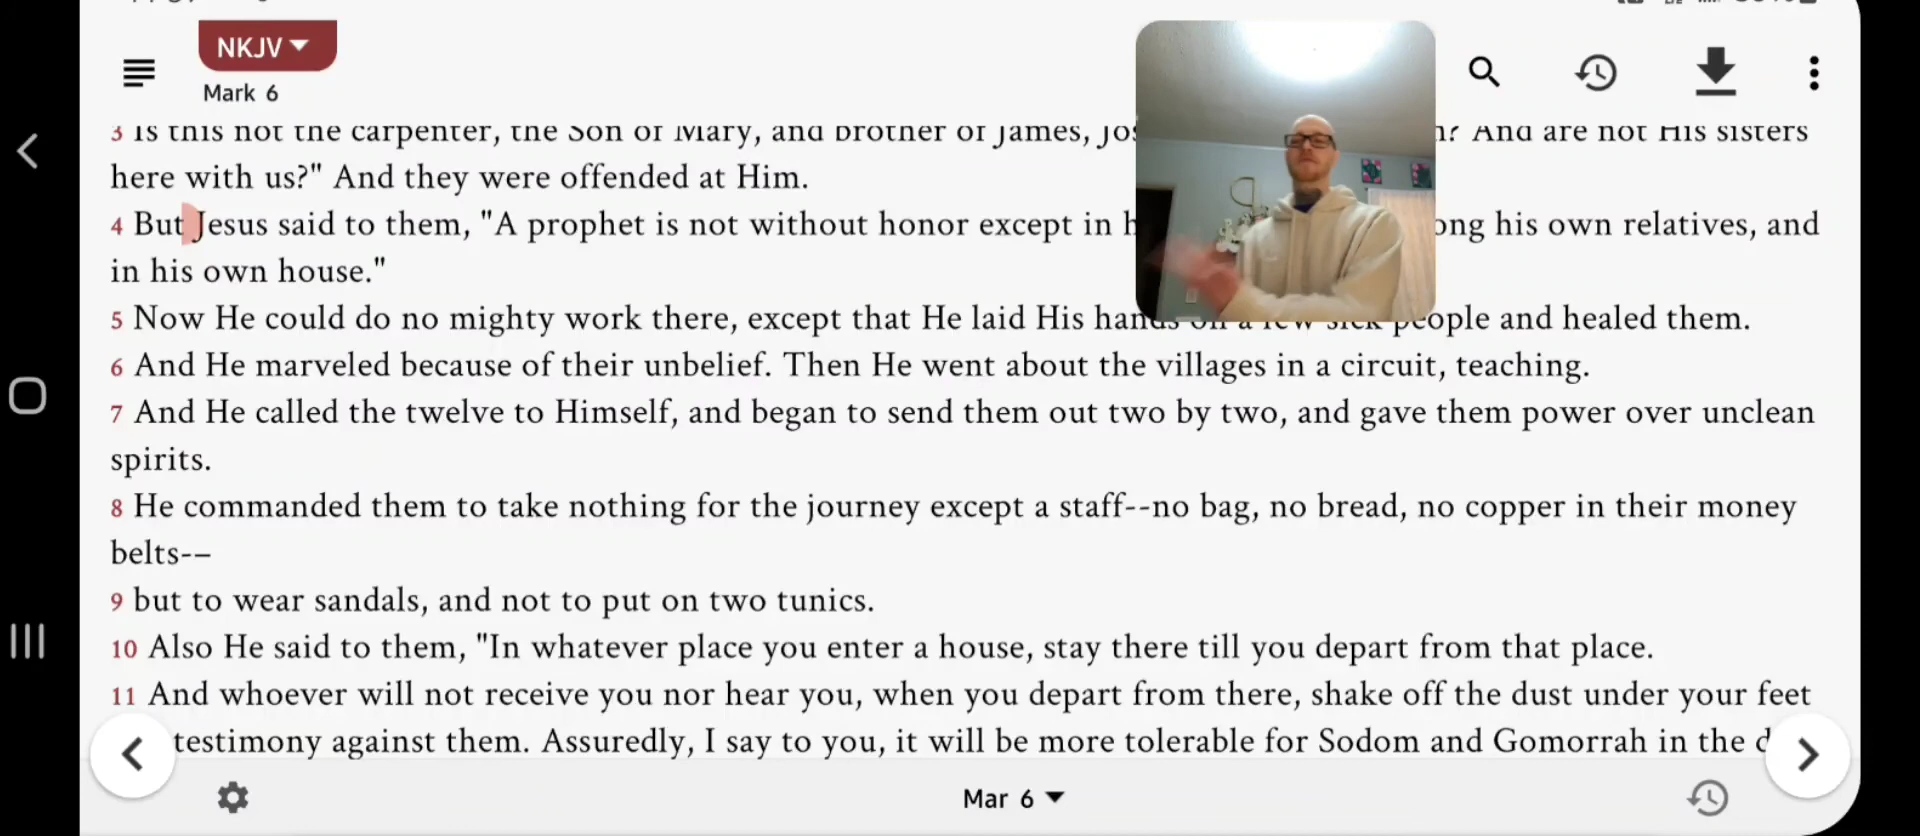 NKJV
Mark 6
3 Is this not the carpenter, the Son of Mary, and brother of James, And are not His sisters
here with us?" And they were offended at Him.
4 But Jesus said to them, "A prophet is not without honor except in his own relatives, and
in his own house."
5 Now He could do no mighty work there, except that He laid His hands on a few sick people and healed them.
6 And He marveled because of their unbelief. Then He went about the villages in a circuit, teaching.
7 And He called the twelve to Himself, and began to send them out two by two, and gave them power over unclean
spirits.
8 He commanded them to take nothing for the journey except a staff--no bag, no bread, no copper in their money
belts--
9 but to wear sandals, and not to put on two tunics.
10 Also He said to them, "In whatever place you enter a house, stay there till you depart from that place.
11 And whoever will not receive you nor hear you, when you depart from there, shake off the dust under your feet
testimony against them. Assuredly, I say to you, it will be more tolerable for Sodom and Gomorrah in the
Mar 6